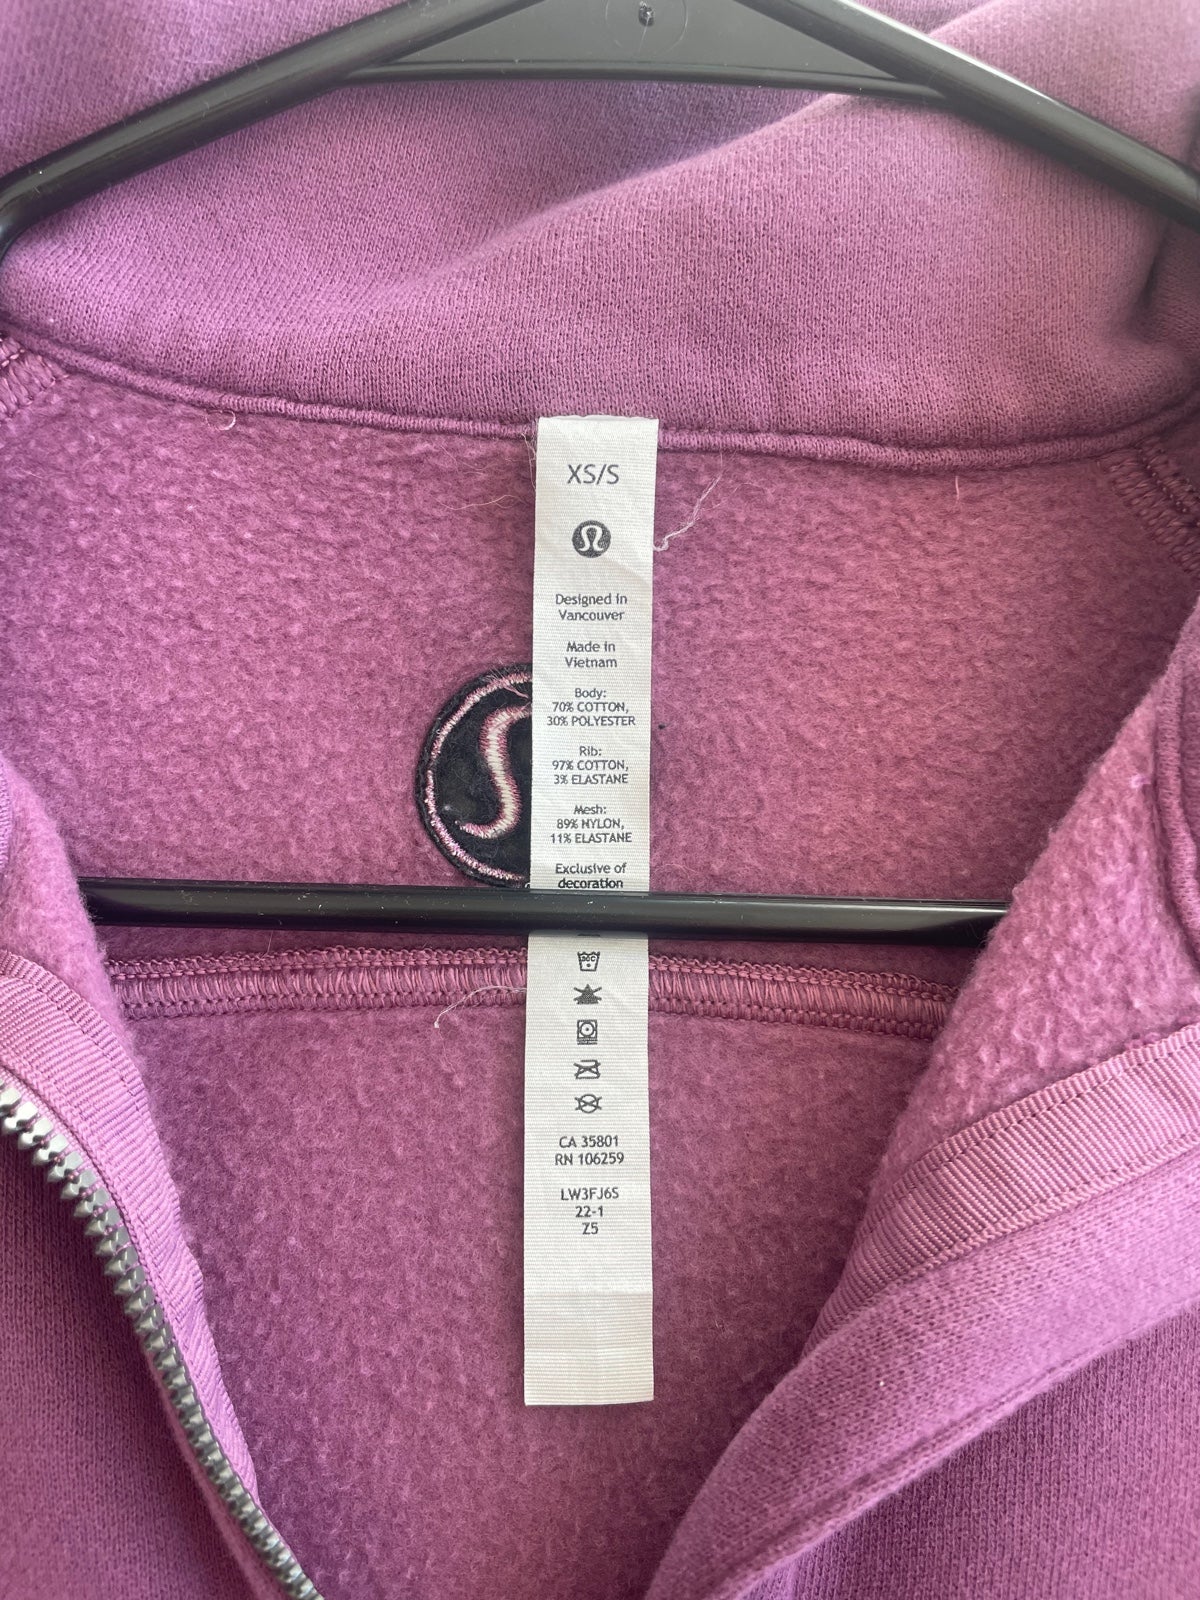 XS/S
Designed in
Vancouver
Made in
Vietnam
Body:
70% COTTON,
30% POLYESTER
Rib:
97% COTTON,
3% ELASTANE
Mesh:
89% NYLON,
11% ELASTANE
Exclusive of
decoration
CA 35801
RN 106259
LW3FJ6S
22-1
Z5